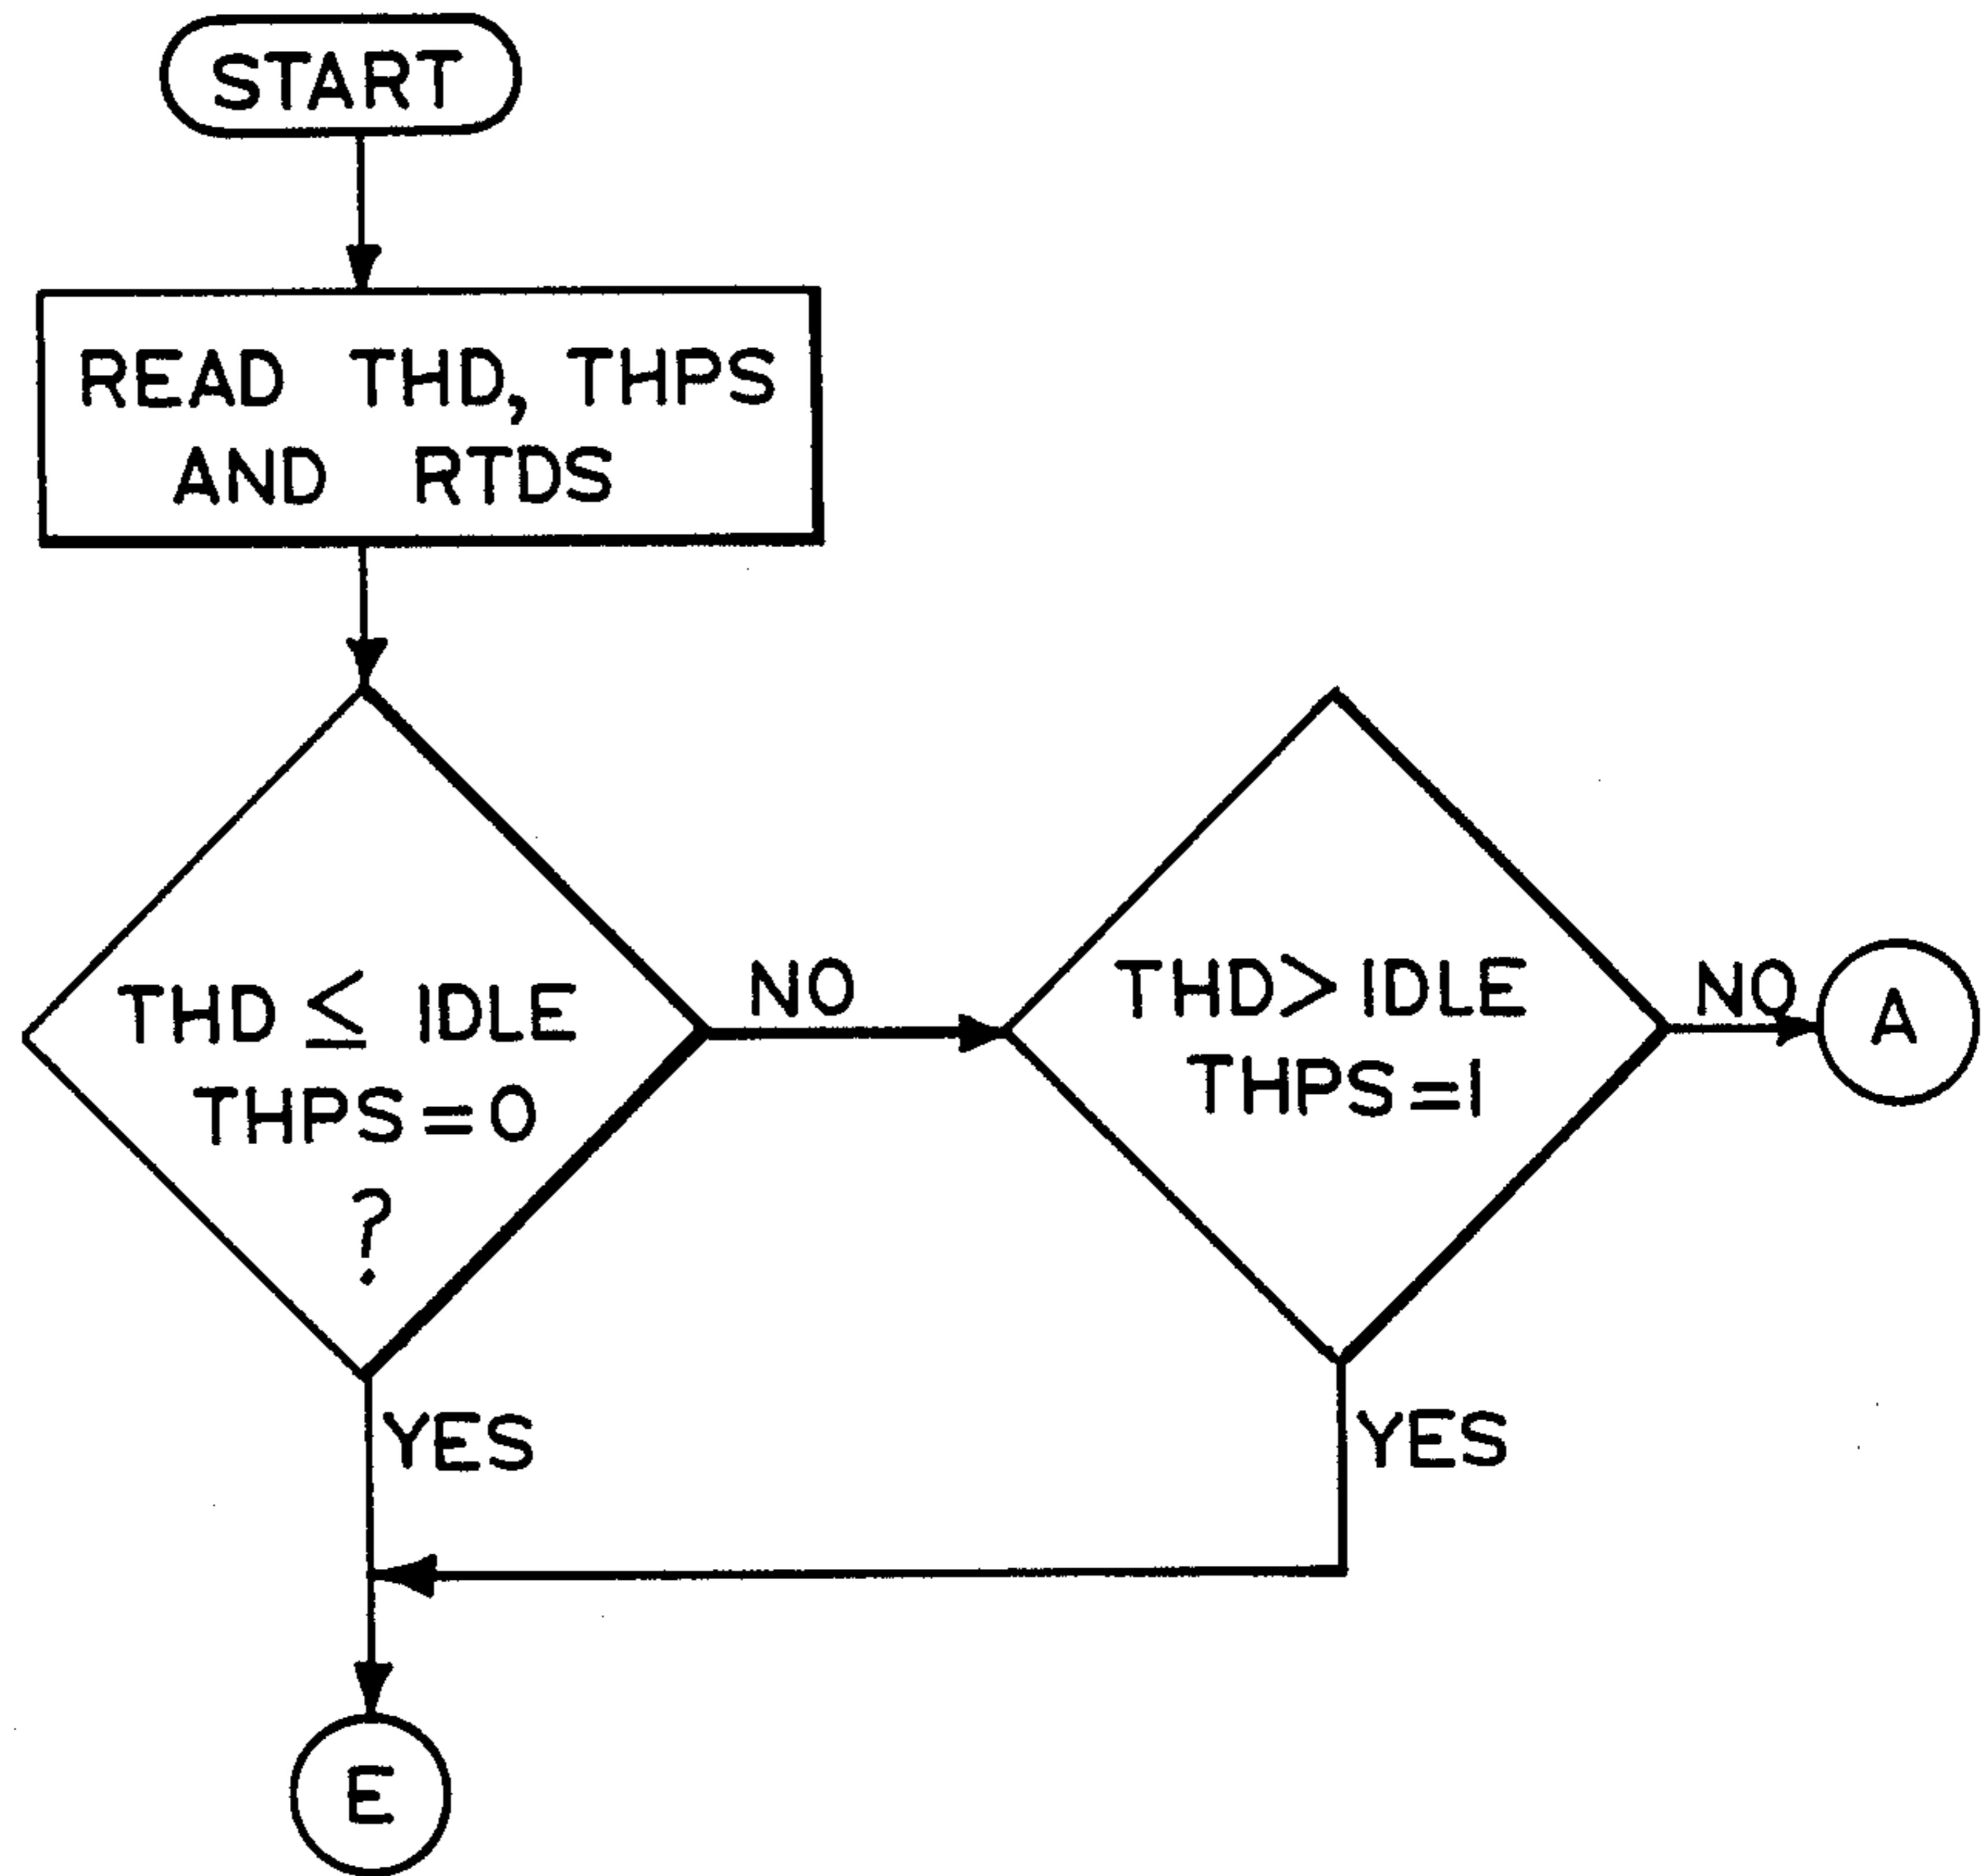 START
READ THD, THPS
AND RTDS
THD ≤ IDLE
THPS=0
?
NO
THD>IDLE
THPS=1
NO
A
YES
YES
E